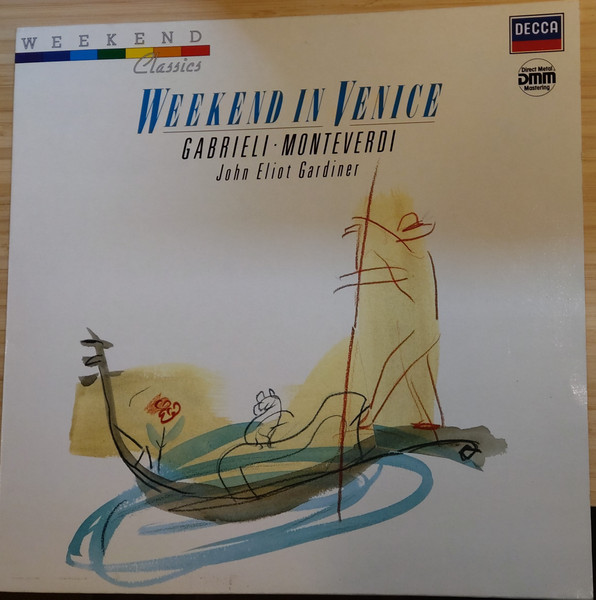 WEEKEND
Classics
DECCA
Direct Metal
DMM
Mastering
WEEKEND IN VENICE
GABRIELI · MONTEVERDI
John Eliot Gardiner